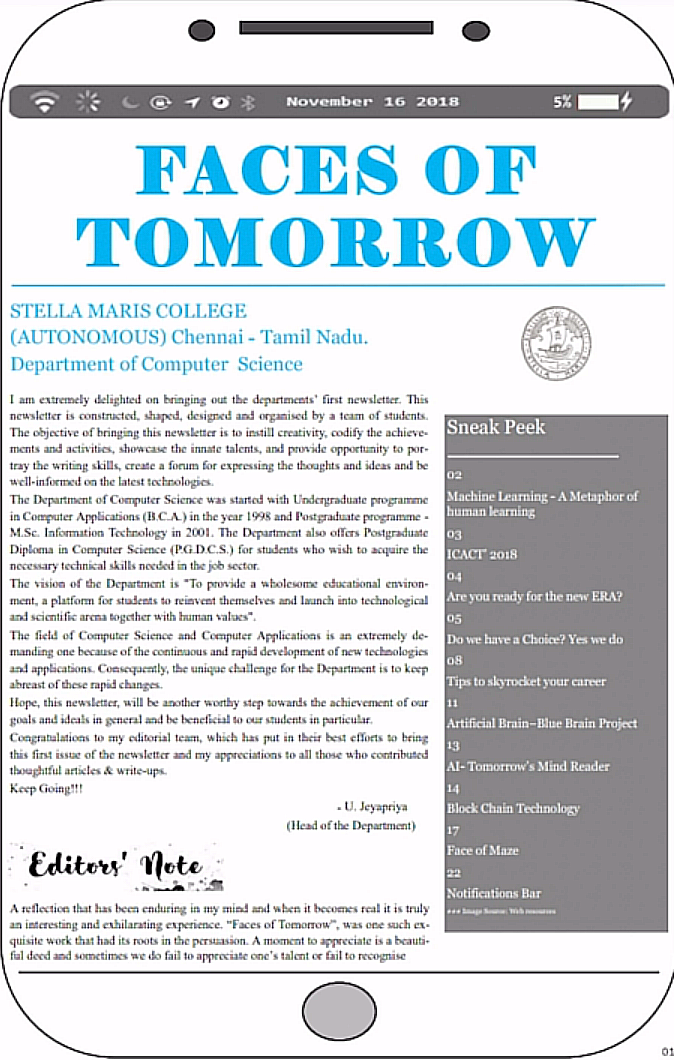 November 16 2018
5%
FACES OF
TOMORROW
STELLA MARIS COLLEGE
(AUTONOMOUS) Chennai - Tamil Nadu.
Department of Computer Science
I am extremely delighted on bringing out the departments' first newsletter. This
newsletter is constructed, shaped, designed and organised by a team of students.
The objective of bringing this newsletter is to instill creativity, codify the achieve-
ments and activities, showcase the innate talents, and provide opportunity to por-
tray the writing skills, create a forum for expressing the thoughts and ideas and be
well-informed on the latest technologies.
The Department of Computer Science was started with Undergraduate programme
in Computer Applications (B.C.A.) in the year 1998 and Postgraduate programme -
M.Sc. Information Technology in 2001. The Department also offers Postgraduate
Diploma in Computer Science (P.G.D.C.S.) for students who wish to acquire the
necessary technical skills needed in the job sector.
The vision of the Department is "To provide a wholesome educational environ-
ment, a platform for students to reinvent themselves and launch into technological
and scientific arena together with human values".
The field of Computer Science and Computer Applications is an extremely de-
manding one because of the continuous and rapid development of new technologies
and applications. Consequently, the unique challenge for the Department is to keep
abreast of these rapid changes.
Hope, this newsletter, will be another worthy step towards the achievement of our
goals and ideals in general and be beneficial to our students in particular.
Congratulations to my editorial team, which has put in their best efforts to bring
this first issue of the newsletter and my appreciations to all those who contributed
thoughtful articles & write-ups.
Keep Going!!!
- U. Jeyapriya
(Head of the Department)
Editors' Note
A reflection that has been enduring in my mind and when it becomes real it is truly
an interesting and exhilarating experience. “Faces of Tomorrow”, was one such ex-
quisite work that had its roots in the persuasion. A moment to appreciate is a beauti-
ful deed and sometimes we do fail to appreciate one’s talent or fail to recognise
Sneak Peek
02
Machine Learning - A Metaphor of
human learning
03
ICACT' 2018
04
Are you ready for the new ERA?
05
Do we have a Choice? Yes we do
08
Tips to skyrocket your career
11
Artificial Brain–Blue Brain Project
13
AI- Tomorrow's Mind Reader
14
Block Chain Technology
17
Face of Maze
22
Notifications Bar
### Image Source: Web resources
01